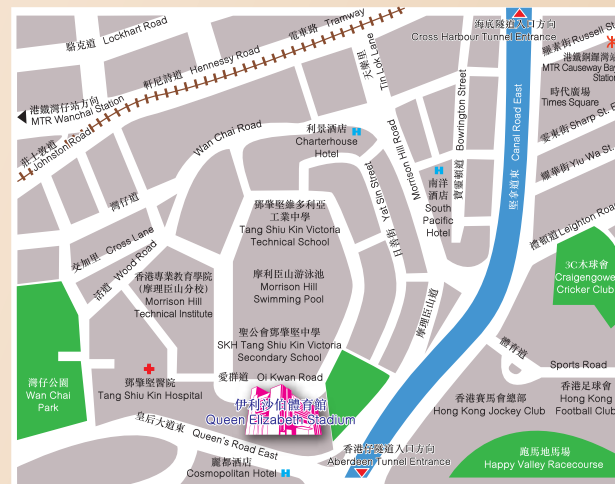 駱克道 Lockhart Road
電車路 Tramway
軒尼詩道 Hennessy Road
港鐵灣仔站方向
MTR Wanchai Station
莊士敦道
Johnston Road
天樂里
Tin Lok Lane
海底隧道入口方向
Cross Harbour Tunnel Entrance
羅素街 Russell St.
港鐵銅鑼灣站
MTR Causeway Bay
Station
時代廣場
Times Square
霎東街 Sharp St. E
耀華街 Yiu Wa St.
堅拿道東 Canal Road East
寶靈頓道 Bowrington Street
Morrison Hill Road
摩理臣山道
Wan Chai Road
灣仔道
利景酒店
Charterhouse
Hotel
南洋
酒店
South
Pacific
Hotel
日善街 Yat Sin Street
禮頓道 Leighton Road
交加里 Cross Lane
活道 Wood Road
鄧肇堅維多利亞
工業中學
Tang Shiu Kin Victoria
Technical School
摩利臣山游泳池
Morrison Hill
Swimming Pool
香港專業教育學院
(摩理臣山分校)
Morrison Hill
Technical Institute
聖公會鄧肇堅中學
SKH Tang Shiu Kin Victoria
Secondary School
3C木球會
Craigengower
Cricker Club
體育道
Sports Road
灣仔公園
Wan Chai
Park
鄧肇堅醫院
Tang Shiu Kin Hospital
愛群道 Oi Kwan Road
伊利沙伯體育館
Queen Elizabeth Stadium
皇后大道東 Queen's Road East
麗都酒店
Cosmopolitan Hotel
香港仔隧道入口方向
Aberdeen Tunnel Entrance
香港賽馬會總部
Hong Kong Jockey Club
香港足球會
Hong Kong
Football Club
跑馬地馬場
Happy Valley Racecourse